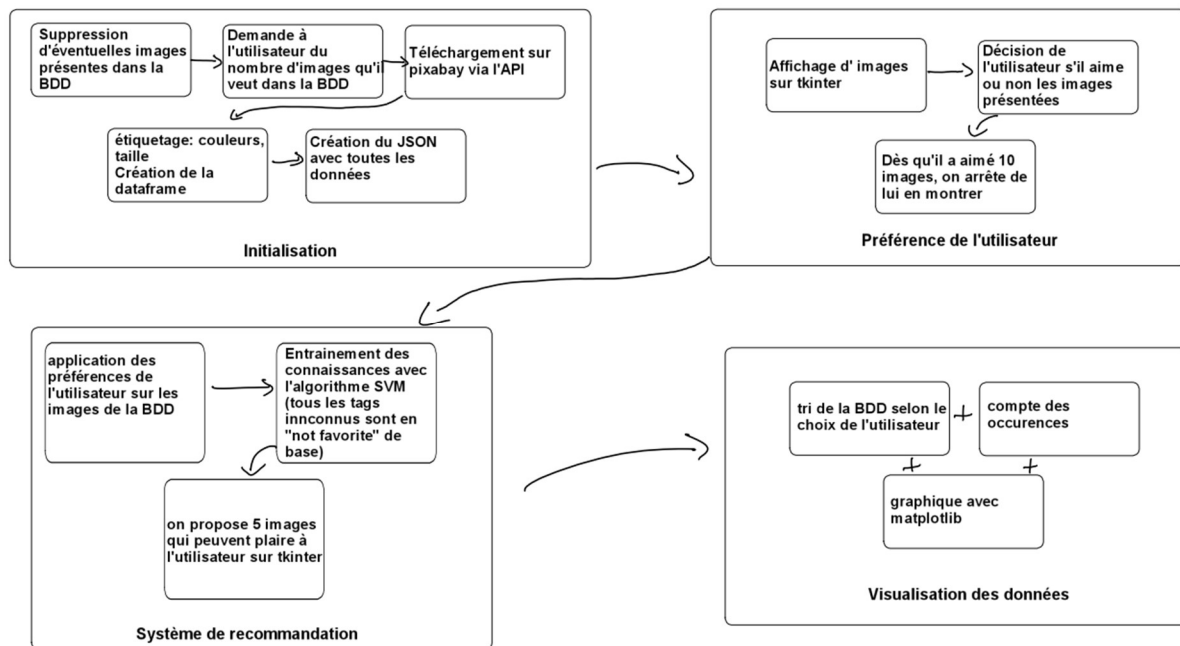 Suppression
d'éventuelles images
présentes dans la
BDD
Demande à
l'utilisateur du
nombre d'images qu'il
veut dans la BDD
Téléchargement sur
pixabay via l'API
étiquetage: couleurs,
taille
Création de la
dataframe
Création du JSON
avec toutes les
données
Initialisation
Affichage d' images
sur tkinter
Décision de
l'utilisateur s'il aime
ou non les images
présentées
Dès qu'il a aimé 10
images, on arrête de
lui en montrer
Préférence de l'utilisateur
application des
préférences de
l'utilisateur sur les
images de la BDD
Entrainement des
connaissances avec
l'algorithme SVM
(tous les tags
innconnus sont en
"not favorite" de
base)
on propose 5 images
qui peuvent plaire à
l'utilisateur sur tkinter
Système de recommandation
tri de la BDD selon le
choix de l'utilisateur
+
compte des
occurences
+
+
graphique avec
matplotlib
Visualisation des données